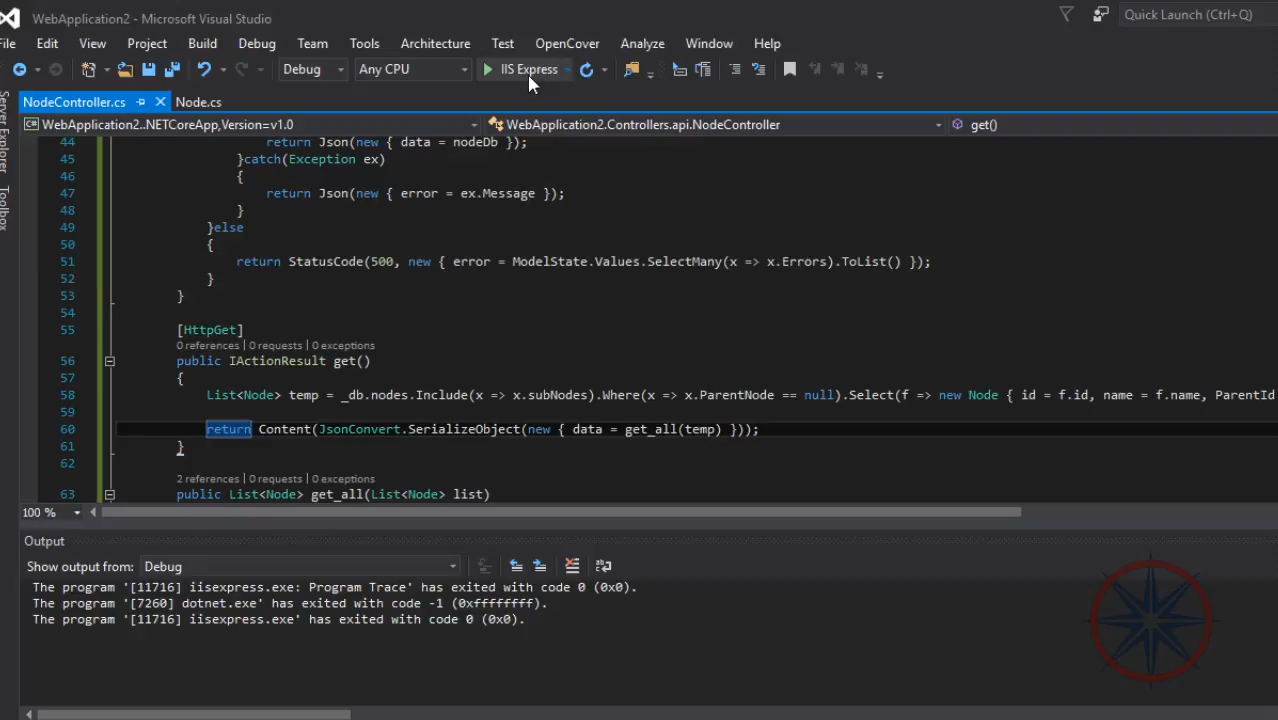 WebApplication2 - Microsoft Visual Studio
Quick Launch (Ctrl+Q)
File Edit View Project Build Debug Team Tools Architecture Test OpenCover Analyze Window Help
Debug Any CPU IIS Express
Server Explorer
Toolbox
NodeController.cs Node.cs
WebApplication2..NETCoreApp,Version=v1.0 WebApplication2.Controllers.api.NodeController get()
44 return Json(new { data = nodeDb });
45 }catch(Exception ex)
46 {
47 return Json(new { error = ex.Message });
48 }
49 }else
50 {
51 return StatusCode(500, new { error = ModelState.Values.SelectMany(x => x.Errors).ToList() });
52 }
53 }
54
55 [HttpGet]
0 references | 0 requests | 0 exceptions
56 public IActionResult get()
57 {
58 List<Node> temp = _db.nodes.Include(x => x.subNodes).Where(x => x.ParentNode == null).Select(f => new Node { id = f.id, name = f.name, ParentId
59
60 return Content(JsonConvert.SerializeObject(new { data = get_all(temp) }));
61 }
62
2 references | 0 requests | 0 exceptions
63 public List<Node> get_all(List<Node> list)
100 %
Output
Show output from: Debug
The program '[11716] iisexpress.exe: Program Trace' has exited with code 0 (0x0).
The program '[7260] dotnet.exe' has exited with code -1 (0xffffffff).
The program '[11716] iisexpress.exe' has exited with code 0 (0x0).